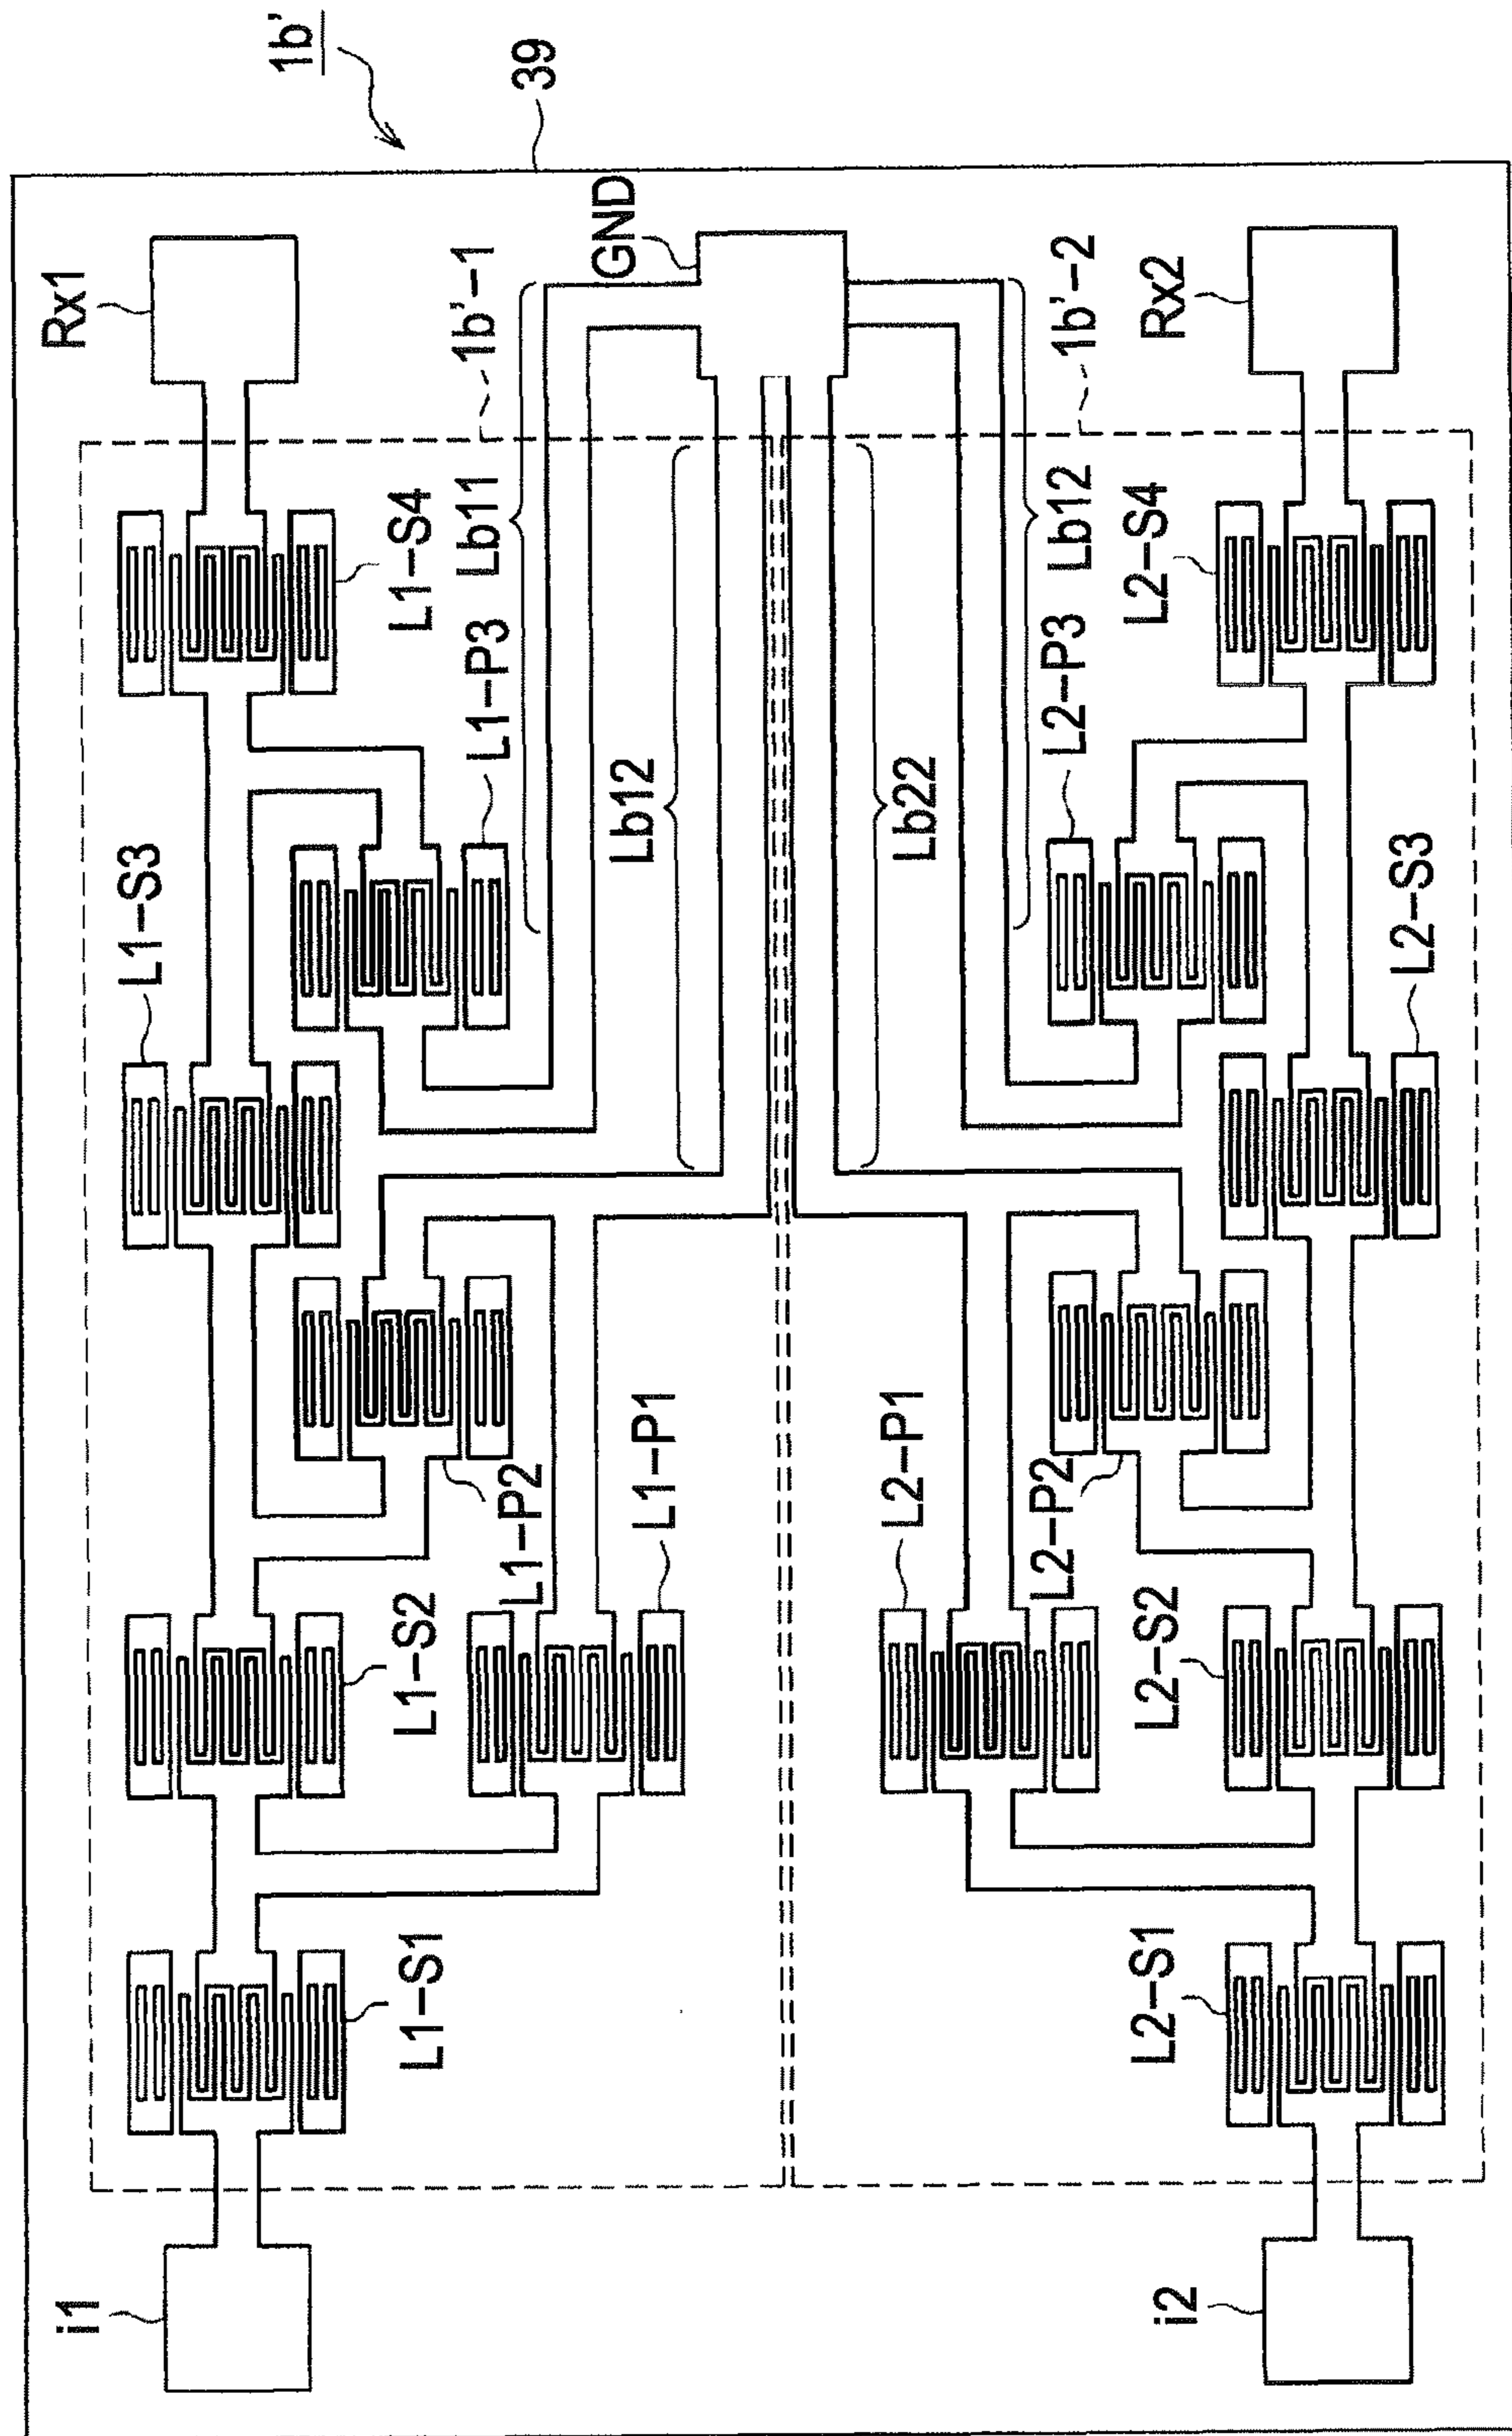 1b'
39
Rx1
GND
1b'-1
Lb11
L1-S4
L1-P3
Lb12
L1-S3
L1-P2
L1-P1
L1-S2
L1-S1
i1
Rx2
1b'-2
Lb12
L2-S4
L2-P3
Lb22
L2-S3
L2-P1
L2-P2
L2-S2
L2-S1
i2